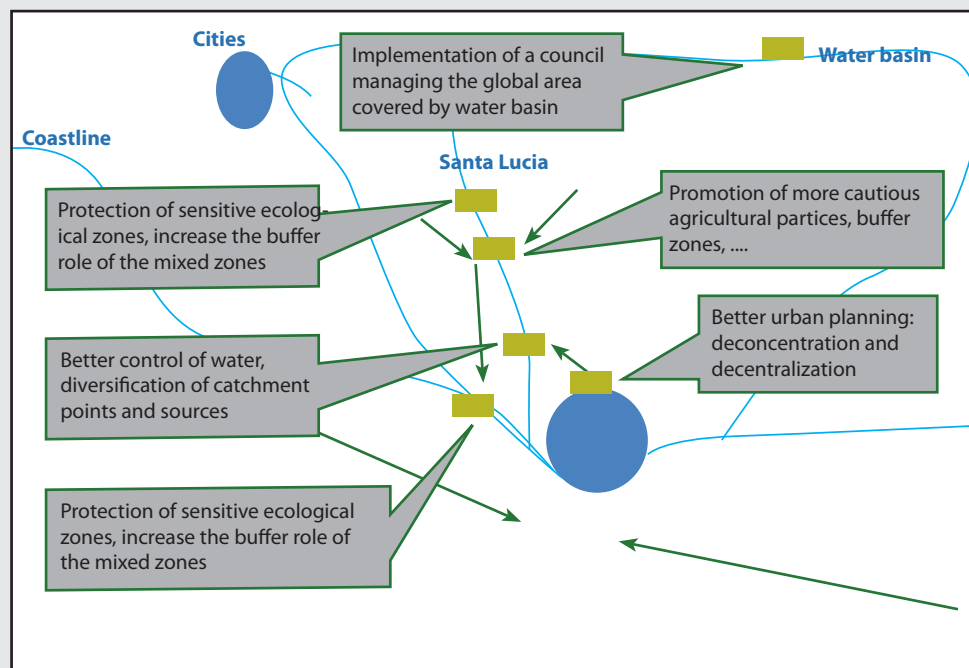 Cities
Implementation of a council
managing the global area
covered by water basin
Water basin
Coastline
Santa Lucia
Protection of sensitive ecolog-
ical zones, increase the buffer
role of the mixed zones
Promotion of more cautious
agricultural partices, buffer
zones, ....
Better urban planning:
deconcentration and
decentralization
Better control of water,
diversification of catchment
points and sources
Protection of sensitive ecological
zones, increase the buffer role of
the mixed zones